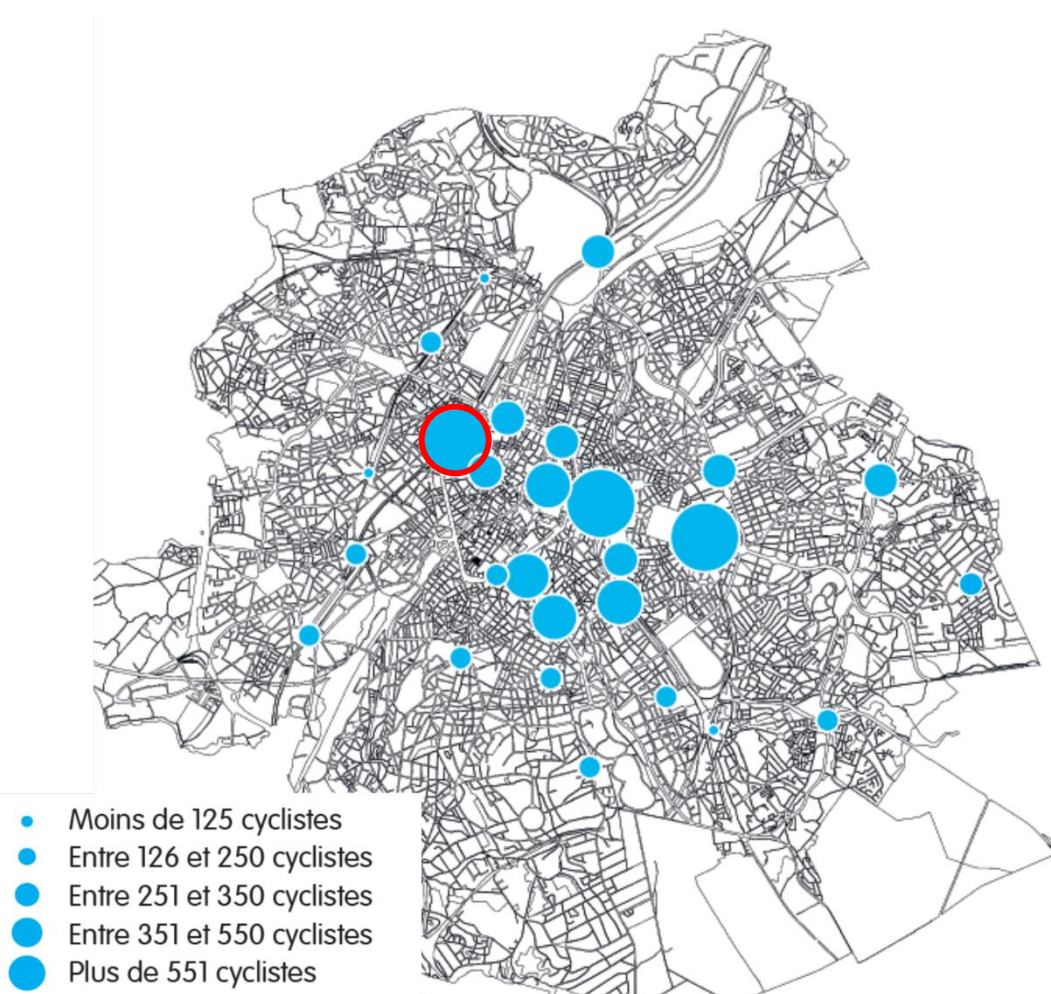 Moins de 125 cyclistes
Entre 126 et 250 cyclistes
Entre 251 et 350 cyclistes
Entre 351 et 550 cyclistes
Plus de 551 cyclistes